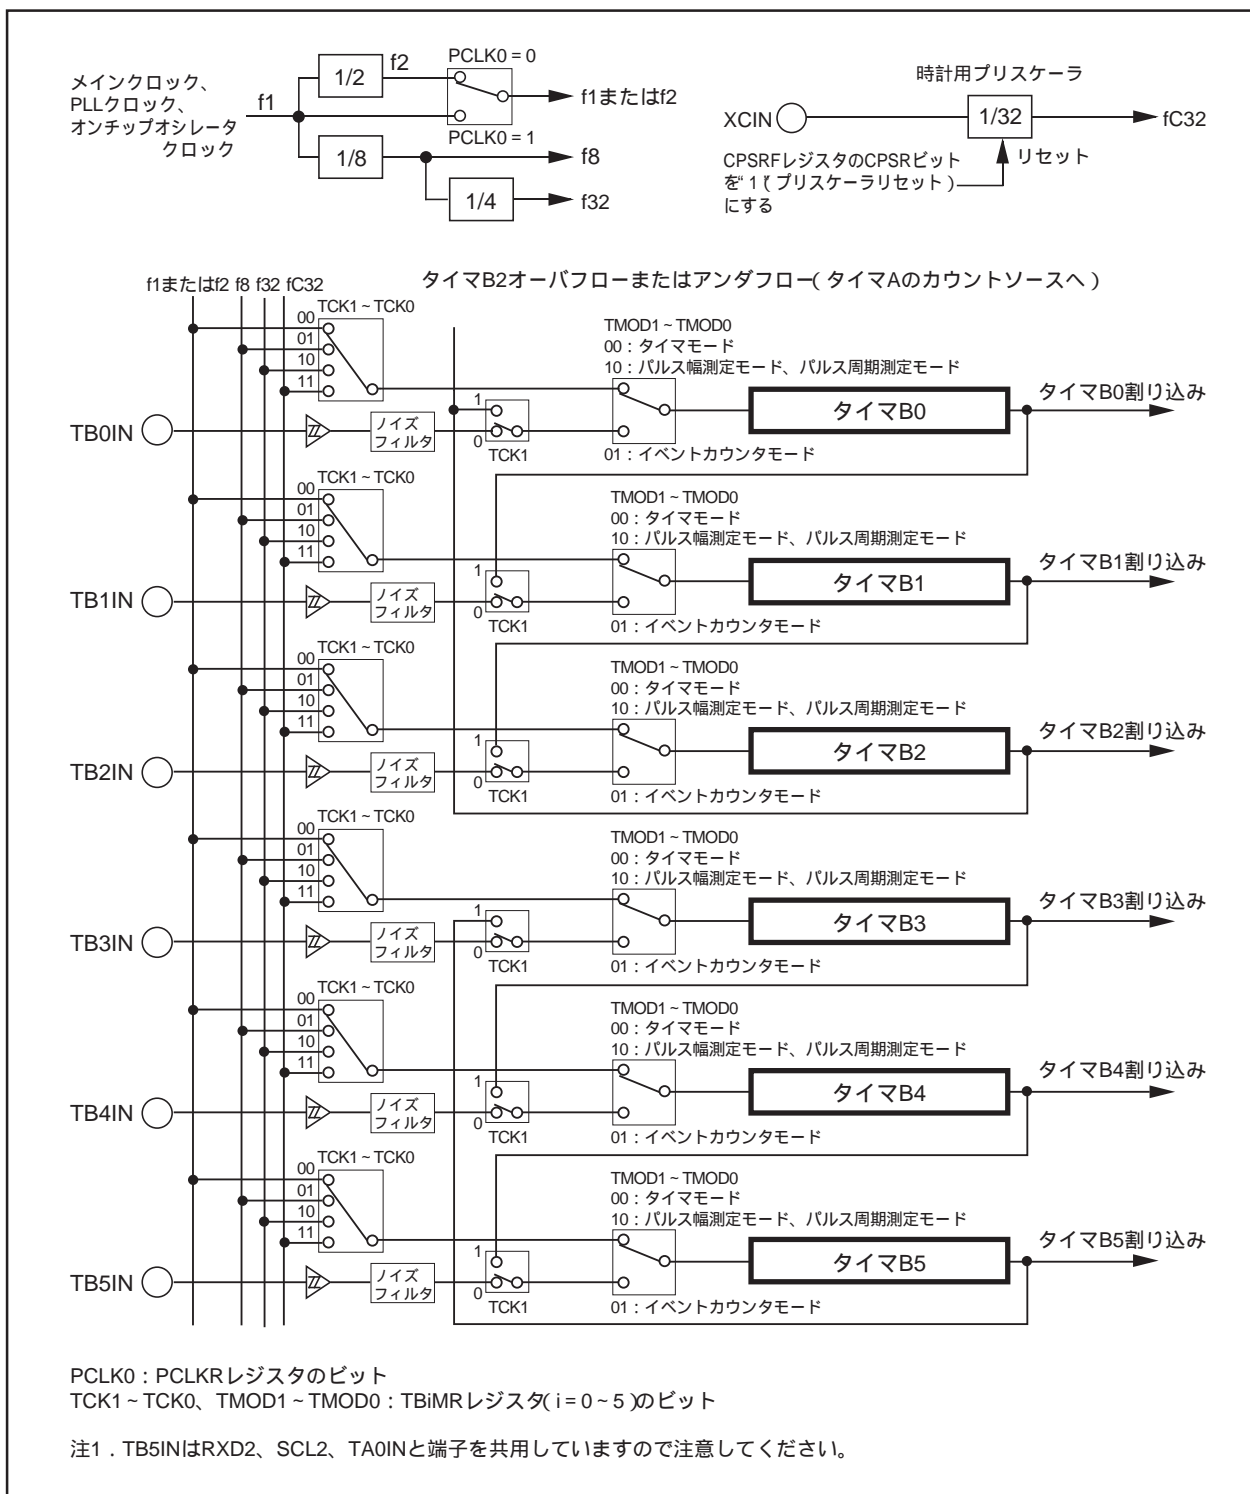 メインクロック、
PLLクロック、
オンチップオシレータ
クロック
f1
1/2
f2
PCLK0 = 0
f1またはf2
PCLK0 = 1
1/8
f8
1/4
f32
時計用プリスケーラ
XCIN
1/32
fC32
リセット
CPSRFレジスタのCPSRビット
を“1”(プリスケーラリセット)
にする
f1またはf2 f8 f32 fC32
タイマB2オーバフローまたはアンダフロー(タイマAのカウントソースへ)
TCK1~TCK0
00
01
10
11
TMOD1~TMOD0
00:タイマモード
10:パルス幅測定モード、パルス周期測定モード
TB0IN
ノイズ
フィルタ
1
0
TCK1
01:イベントカウンタモード
タイマB0
タイマB0割り込み
TCK1~TCK0
00
01
10
11
TMOD1~TMOD0
00:タイマモード
10:パルス幅測定モード、パルス周期測定モード
TB1IN
ノイズ
フィルタ
1
0
TCK1
01:イベントカウンタモード
タイマB1
タイマB1割り込み
TCK1~TCK0
00
01
10
11
TMOD1~TMOD0
00:タイマモード
10:パルス幅測定モード、パルス周期測定モード
TB2IN
ノイズ
フィルタ
1
0
TCK1
01:イベントカウンタモード
タイマB2
タイマB2割り込み
TCK1~TCK0
00
01
10
11
TMOD1~TMOD0
00:タイマモード
10:パルス幅測定モード、パルス周期測定モード
TB3IN
ノイズ
フィルタ
1
0
TCK1
01:イベントカウンタモード
タイマB3
タイマB3割り込み
TCK1~TCK0
00
01
10
11
TMOD1~TMOD0
00:タイマモード
10:パルス幅測定モード、パルス周期測定モード
TB4IN
ノイズ
フィルタ
1
0
TCK1
01:イベントカウンタモード
タイマB4
タイマB4割り込み
TCK1~TCK0
00
01
10
11
TMOD1~TMOD0
00:タイマモード
10:パルス幅測定モード、パルス周期測定モード
TB5IN
ノイズ
フィルタ
1
0
TCK1
01:イベントカウンタモード
タイマB5
タイマB5割り込み
PCLK0:PCLKRレジスタのビット
TCK1~TCK0、TMOD1~TMOD0:TBiMRレジスタ(i=0~5)のビット
注1.TB5INはRXD2、SCL2、TA0INと端子を共用していますので注意してください。